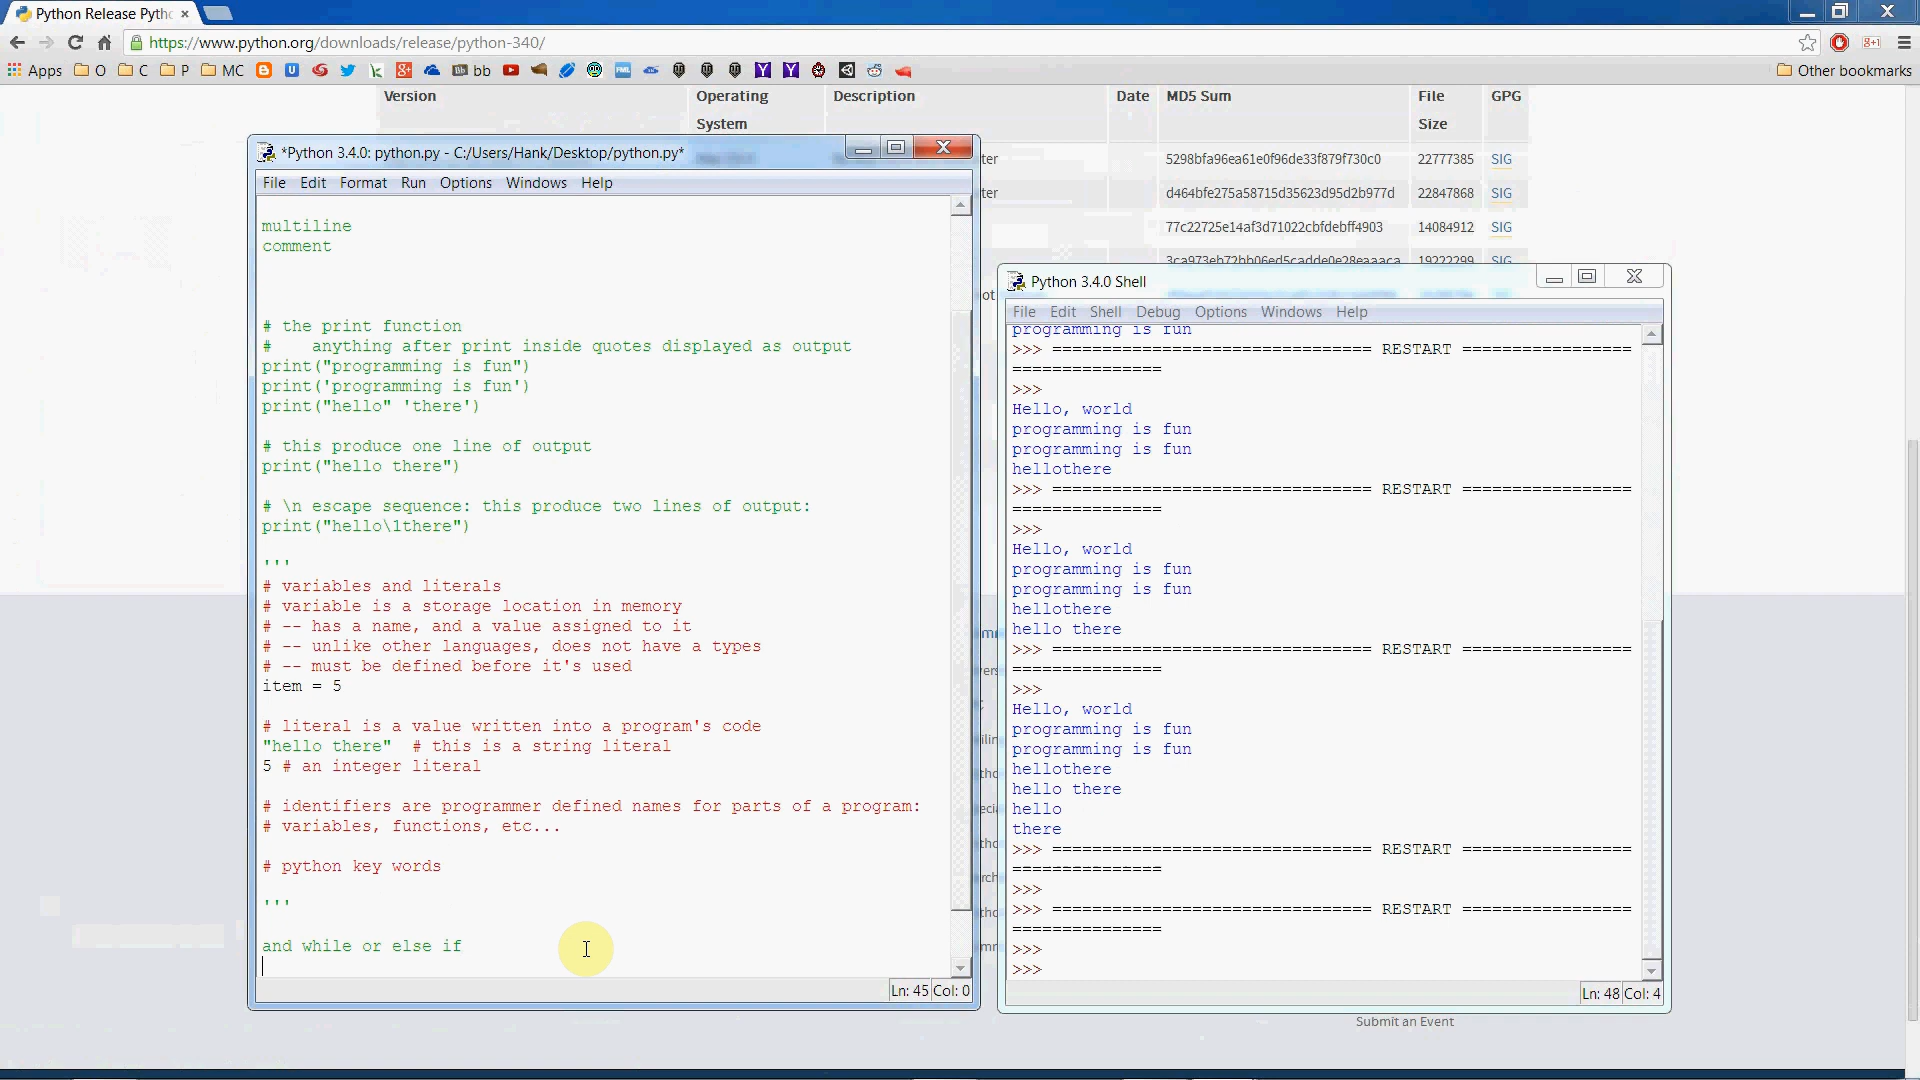 Python Release Pyth
https://www.python.org/downloads/release/python-340/
Apps O C P MC bb Other bookmarks
Version Operating System Description Date MD5 Sum File Size GPG
ter 5298bfa96ea61e0f96de33f879f730c0 22777385 SIG
ter d464bfe275a58715d35623d95d2b977d 22847868 SIG
77c22725e14af3d71022cbfdebff4903 14084912 SIG
3ca973eb72bb06ed5cadde0e28eaaaca 19222299 SIG
*Python 3.4.0: python.py - C:/Users/Hank/Desktop/python.py*
File Edit Format Run Options Windows Help
multiline
comment
# the print function
#    anything after print inside quotes displayed as output
print("programming is fun")
print('programming is fun')
print("hello" 'there')
# this produce one line of output
print("hello there")
# \n escape sequence: this produce two lines of output:
print("hello\1there")
'''
# variables and literals
# variable is a storage location in memory
# -- has a name, and a value assigned to it
# -- unlike other languages, does not have a types
# -- must be defined before it's used
item = 5
# literal is a value written into a program's code
"hello there"  # this is a string literal
5 # an integer literal
# identifiers are programmer defined names for parts of a program:
# variables, functions, etc...
# python key words
'''
and while or else if
Ln: 45 Col: 0
Python 3.4.0 Shell
File Edit Shell Debug Options Windows Help
programming is fun
>>> ================================ RESTART =================
===============
>>>
Hello, world
programming is fun
programming is fun
hellothere
>>> ================================ RESTART =================
===============
>>>
Hello, world
programming is fun
programming is fun
hellothere
hello there
>>> ================================ RESTART =================
===============
>>>
Hello, world
programming is fun
programming is fun
hellothere
hello there
hello
there
>>> ================================ RESTART =================
===============
>>>
>>> ================================ RESTART =================
===============
>>>
>>>
Ln: 48 Col: 4
Submit an Event